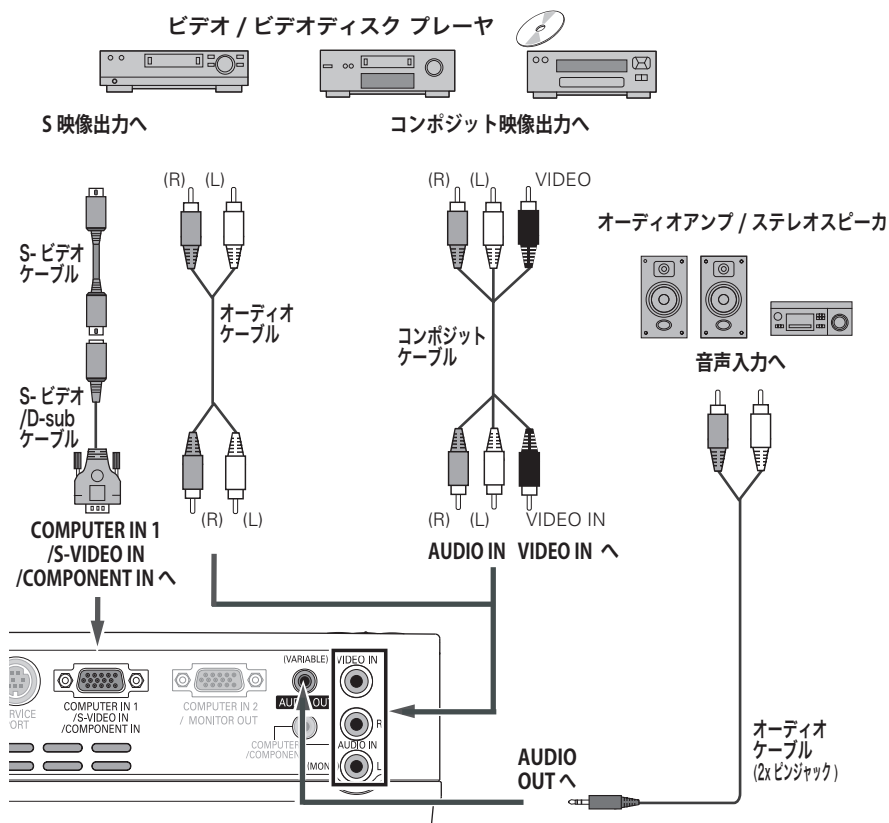 ビデオ / ビデオディスク プレーヤ
S 映像出力へ
コンポジット映像出力へ
(R) (L)
(R) (L) VIDEO
オーディオアンプ / ステレオスピーカ
S- ビデオ
ケーブル
オーディオ
ケーブル
コンポジット
ケーブル
音声入力へ
S- ビデオ
/D-sub
ケーブル
(R) (L)
(R) (L) VIDEO IN
COMPUTER IN 1
/S-VIDEO IN
/COMPONENT IN へ
AUDIO IN VIDEO IN へ
(VARIABLE)
VIDEO IN
AUDIO OUT
COMPUTER IN 1
/S-VIDEO IN
/COMPONENT IN
COMPUTER IN 2
/ MONITOR OUT
R
AUDIO IN
COMPUTER
/COMPONENT
(MONO)
L
AUDIO
OUT へ
オーディオ
ケーブル
(2x ピンジャック )